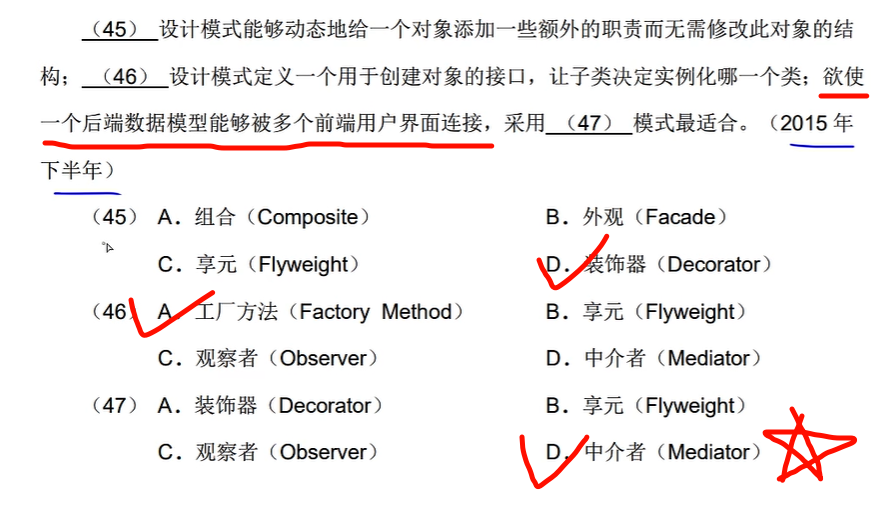 （45）设计模式能够动态地给一个对象添加一些额外的职责而无需修改此对象的结
构；（46）设计模式定义一个用于创建对象的接口，让子类决定实例化哪一个类；欲使
一个后端数据模型能够被多个前端用户界面连接，采用（47）模式最适合。（2015 年
下半年）
（45） A．组合（Composite） B．外观（Facade）
C．享元（Flyweight） D．装饰器（Decorator）
（46） A．工厂方法（Factory Method） B．享元（Flyweight）
C．观察者（Observer） D．中介者（Mediator）
（47） A．装饰器（Decorator） B．享元（Flyweight）
C．观察者（Observer） D．中介者（Mediator）